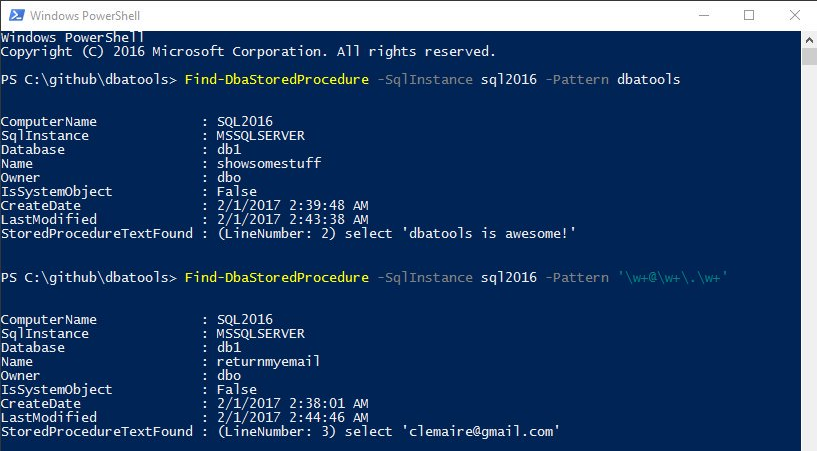 Windows PowerShell
Windows PowerShell
Copyright (C) 2016 Microsoft Corporation. All rights reserved.
PS C:\github\dbatools> Find-DbaStoredProcedure -SqlInstance sql2016 -Pattern dbatools
ComputerName             : SQL2016
SqlInstance              : MSSQLSERVER
Database                 : db1
Name                     : showsomestuff
Owner                    : dbo
IsSystemObject           : False
CreateDate               : 2/1/2017 2:39:48 AM
LastModified             : 2/1/2017 2:43:38 AM
StoredProcedureTextFound : (LineNumber: 2) select 'dbatools is awesome!'
PS C:\github\dbatools> Find-DbaStoredProcedure -SqlInstance sql2016 -Pattern '\w+@\w+\.\w+'
ComputerName             : SQL2016
SqlInstance              : MSSQLSERVER
Database                 : db1
Name                     : returnmyemail
Owner                    : dbo
IsSystemObject           : False
CreateDate               : 2/1/2017 2:38:01 AM
LastModified             : 2/1/2017 2:44:46 AM
StoredProcedureTextFound : (LineNumber: 3) select 'clemaire@gmail.com'